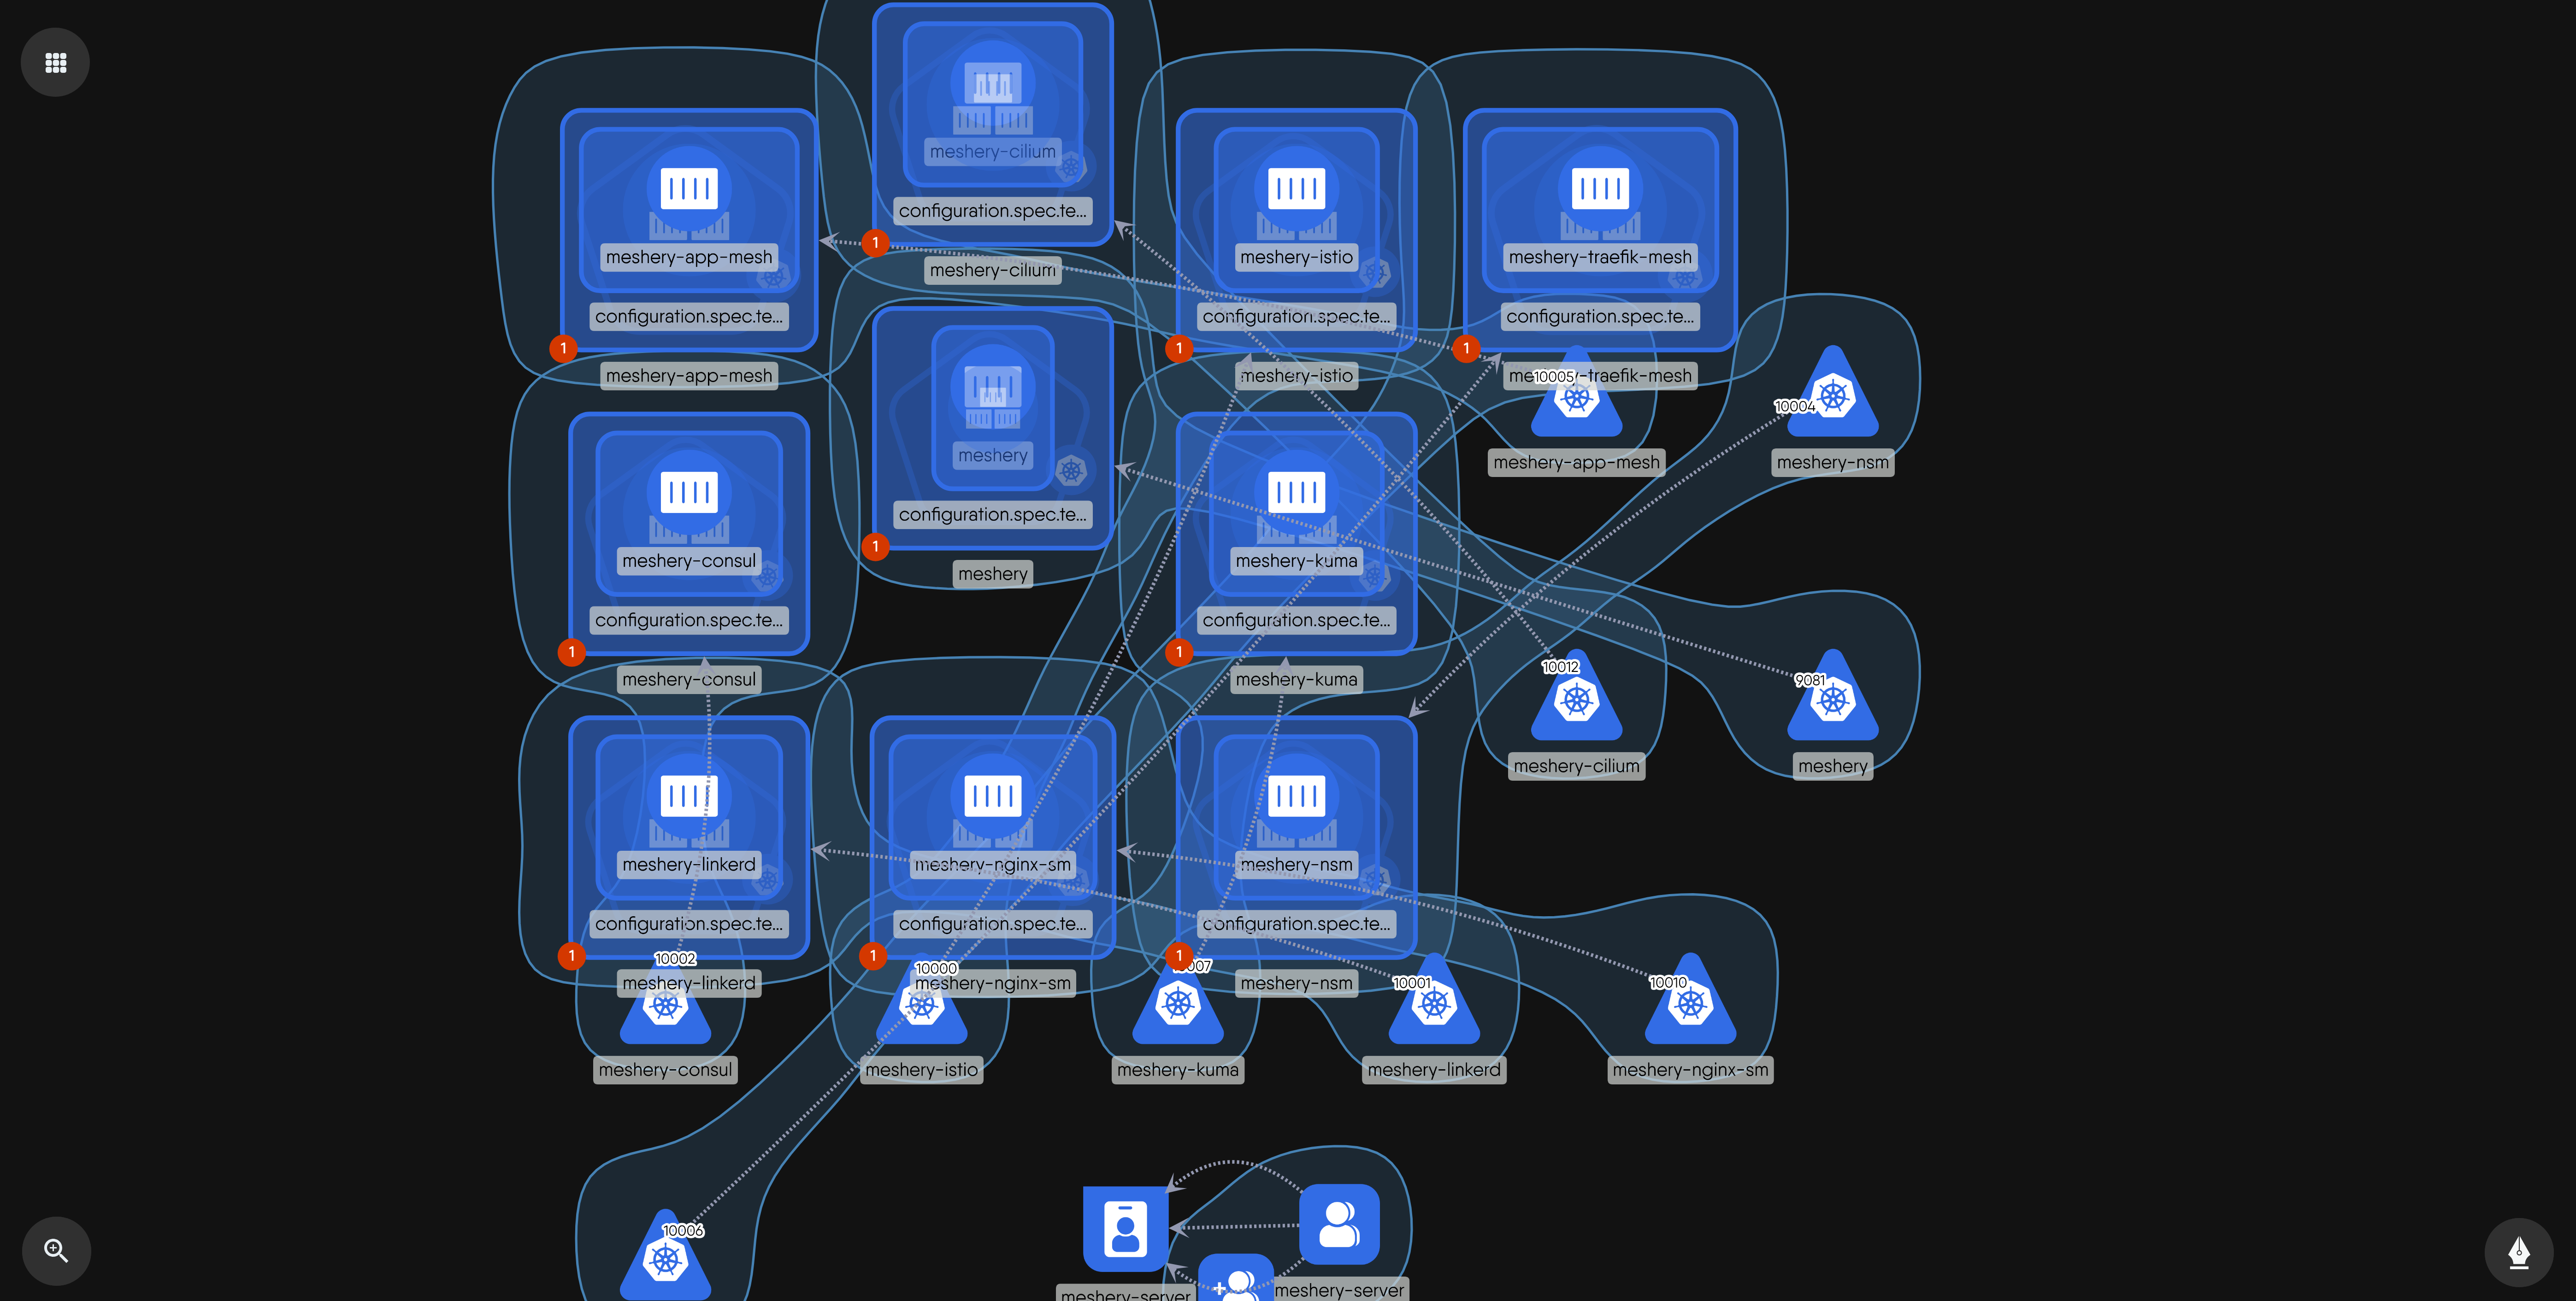 meshery-cilium
configuration.spec.te...
1
meshery-cilium
meshery-app-mesh
configuration.spec.te...
1
meshery-app-mesh
meshery-istio
configuration.spec.te...
1
meshery-istio
meshery-traefik-mesh
configuration.spec.te...
1
10005
meshery-app-mesh
10004
meshery-nsm
meshery
configuration.spec.te...
1
meshery
meshery-consul
configuration.spec.te...
1
meshery-consul
meshery-kuma
configuration.spec.te...
1
meshery-kuma
10012
meshery-cilium
9081
meshery
meshery-linkerd
configuration.spec.te...
1
meshery-linkerd
meshery-nginx-sm
configuration.spec.te...
1
meshery-nginx-sm
meshery-nsm
configuration.spec.te...
1
meshery-nsm
10002
meshery-consul
10000
meshery-istio
meshery-kuma
10001
meshery-linkerd
10010
meshery-nginx-sm
10006
meshery-server
meshery-server